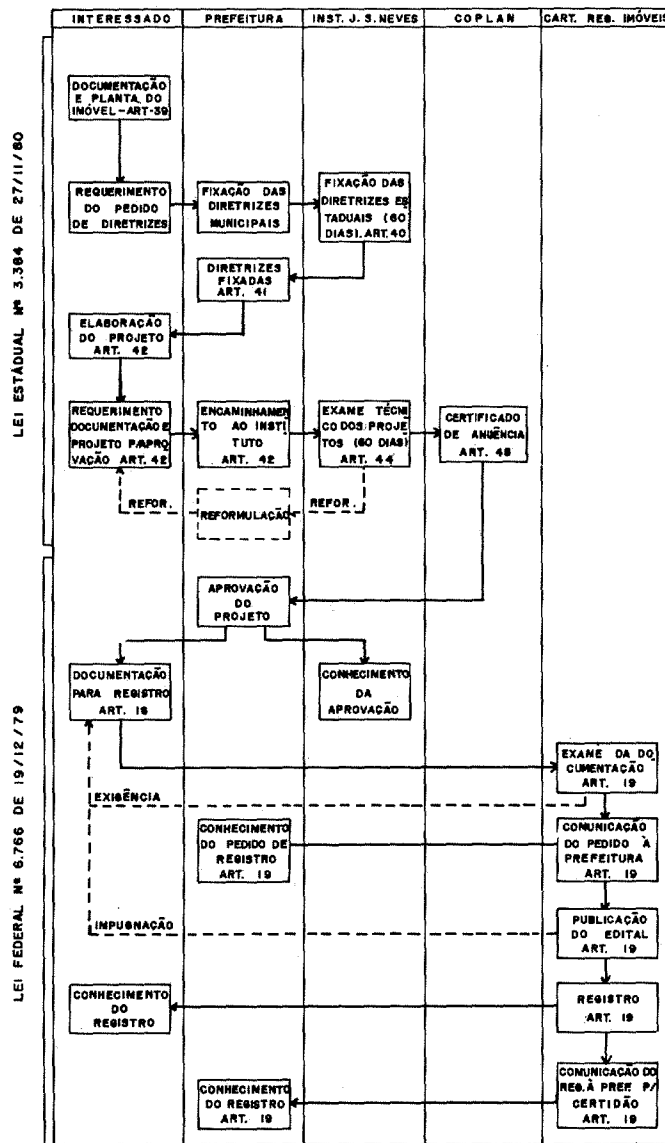 INTERESSADO
PREFEITURA
INST. J. S. NEVES
COPLAN
CART. REG. IMÓVEIS
LEI ESTADUAL Nº 3.384 DE 27/11/80
DOCUMENTAÇÃO
E PLANTA DO
IMÓVEL-ART-39
REQUERIMENTO
DO PEDIDO
DE DIRETRIZES
FIXAÇÃO DAS
DIRETRIZES
MUNICIPAIS
FIXAÇÃO DAS
DIRETRIZES ES
TADUAIS (60
DIAS). ART. 40
DIRETRIZES
FIXADAS
ART. 41
ELABORAÇÃO
DO PROJETO
ART. 42
REQUERIMENTO
DOCUMENTAÇÃO E
PROJETO P/APRO
VAÇÃO ART. 42
ENCAMINHAMEN
TO AO INSTI
TUTO
ART. 42
EXAME TÉCNI
CO DOS PROJE
TOS (60 DIAS)
ART. 44
CERTIFICADO
DE ANUÊNCIA
ART. 45
REFOR.
REFORMULAÇÃO
REFOR.
LEI FEDERAL Nº 6.766 DE 19/12/79
APROVAÇÃO
DO
PROJETO
DOCUMENTAÇÃO
PARA REGISTRO
ART. 18
CONHECIMENTO
DA
APROVAÇÃO
EXAME DA DO
CUMENTAÇÃO
ART. 19
EXIGÊNCIA
CONHECIMENTO
DO PEDIDO DE
REGISTRO
ART. 19
COMUNICAÇÃO
DO PEDIDO À
PREFEITURA
ART. 19
IMPUGNAÇÃO
PUBLICAÇÃO
DO EDITAL
ART. 19
CONHECIMENTO
DO
REGISTRO
REGISTRO
ART. 19
CONHECIMENTO
DO REGISTRO
ART. 19
COMUNICAÇÃO DO
REG. À PREF. P/
CERTIDÃO
ART. 19